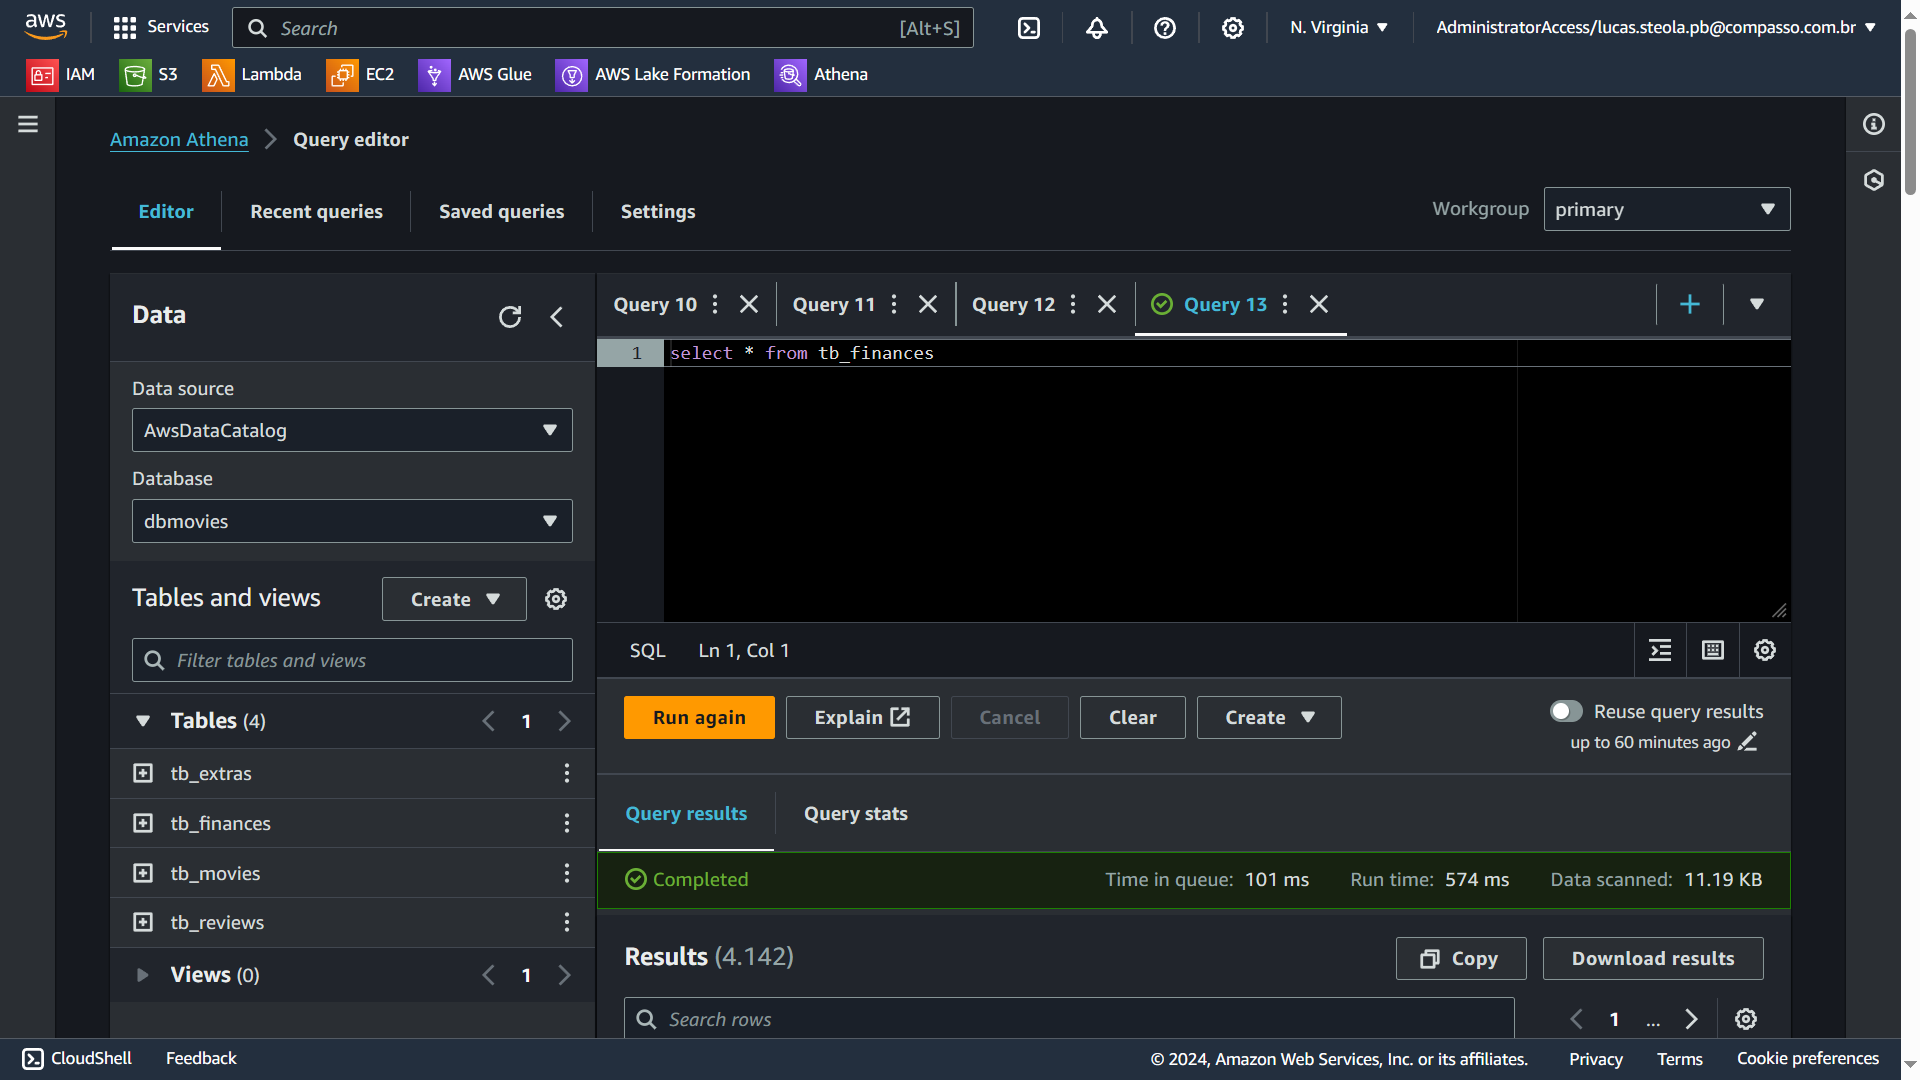 aws
Services
Search [Alt+S]
N. Virginia
AdministratorAccess/lucas.steola.pb@compasso.com.br
IAM
S3
Lambda
EC2
AWS Glue
AWS Lake Formation
Athena
Amazon Athena
Query editor
Editor
Recent queries
Saved queries
Settings
Workgroup
primary
Data
Data source
AwsDataCatalog
Database
dbmovies
Tables and views
Create
Filter tables and views
Tables (4)
1
tb_extras
tb_finances
tb_movies
tb_reviews
Views (0)
1
Query 10
Query 11
Query 12
Query 13
1 select * from tb_finances
SQL
Ln 1, Col 1
Run again
Explain
Cancel
Clear
Create
Reuse query results
up to 60 minutes ago
Query results
Query stats
Completed
Time in queue: 101 ms
Run time: 574 ms
Data scanned: 11.19 KB
Results (4.142)
Copy
Download results
Search rows
1 ...
CloudShell
Feedback
© 2024, Amazon Web Services, Inc. or its affiliates.
Privacy
Terms
Cookie preferences